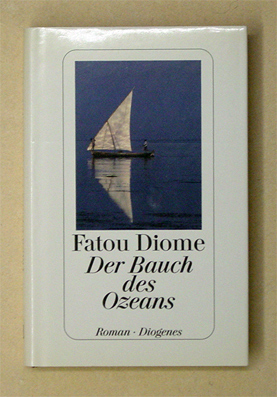 Fatou Diome
Der Bauch
des
Ozeans
Roman · Diogenes